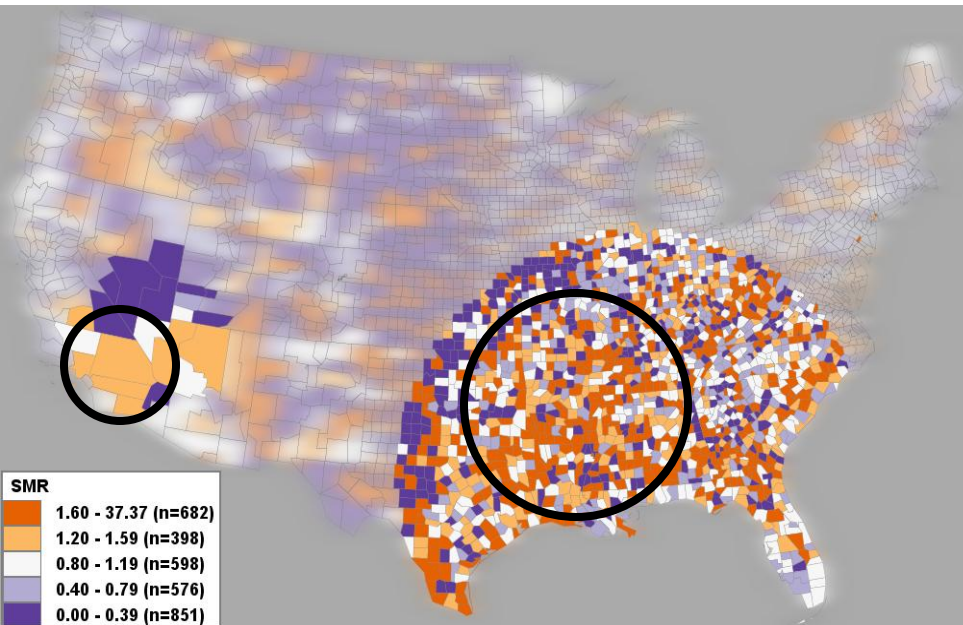 SMR
1.60 - 37.37 (n=682)
1.20 - 1.59 (n=398)
0.80 - 1.19 (n=598)
0.40 - 0.79 (n=576)
0.00 - 0.39 (n=851)